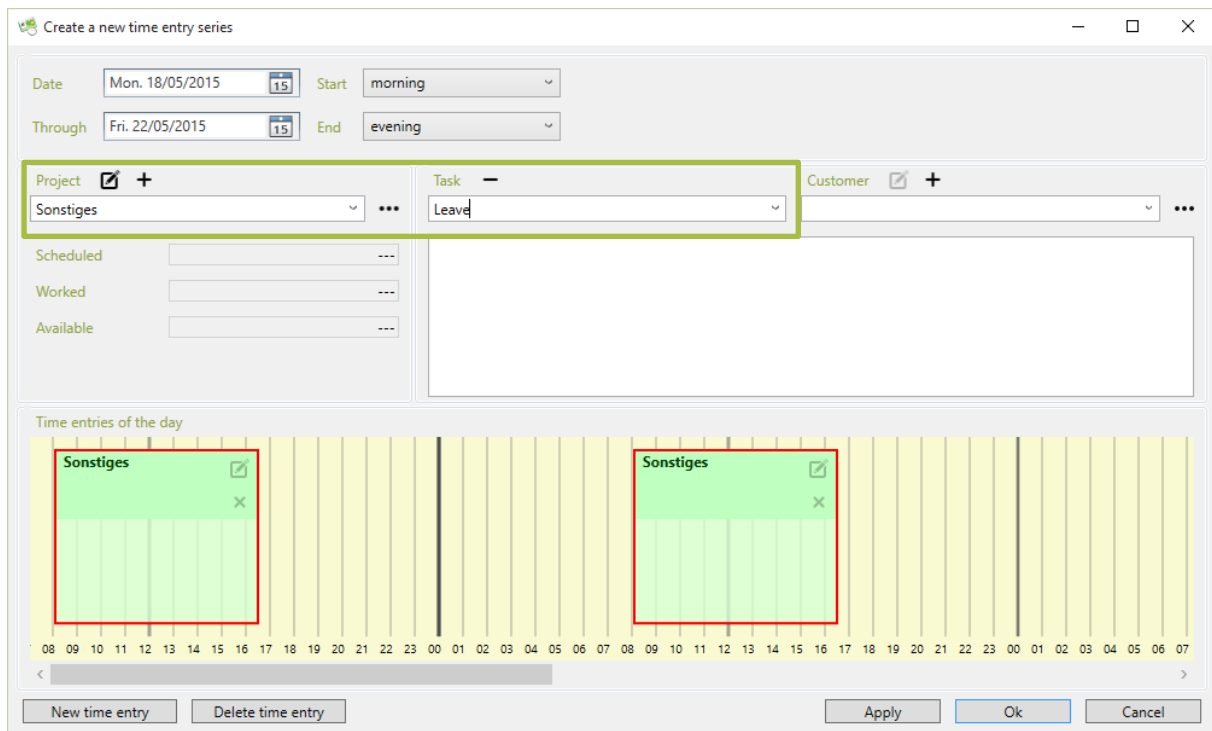 Create a new time entry series
Date Mon. 18/05/2015 15 Start morning
Through Fri. 22/05/2015 15 End evening
Project Task Customer
Sonstiges Leave
Scheduled ---
Worked ---
Available ---
Time entries of the day
Sonstiges Sonstiges
08 09 10 11 12 13 14 15 16 17 18 19 20 21 22 23 00 01 02 03 04 05 06 07 08 09 10 11 12 13 14 15 16 17 18 19 20 21 22 23 00 01 02 03 04 05 06 07
New time entry Delete time entry Apply Ok Cancel